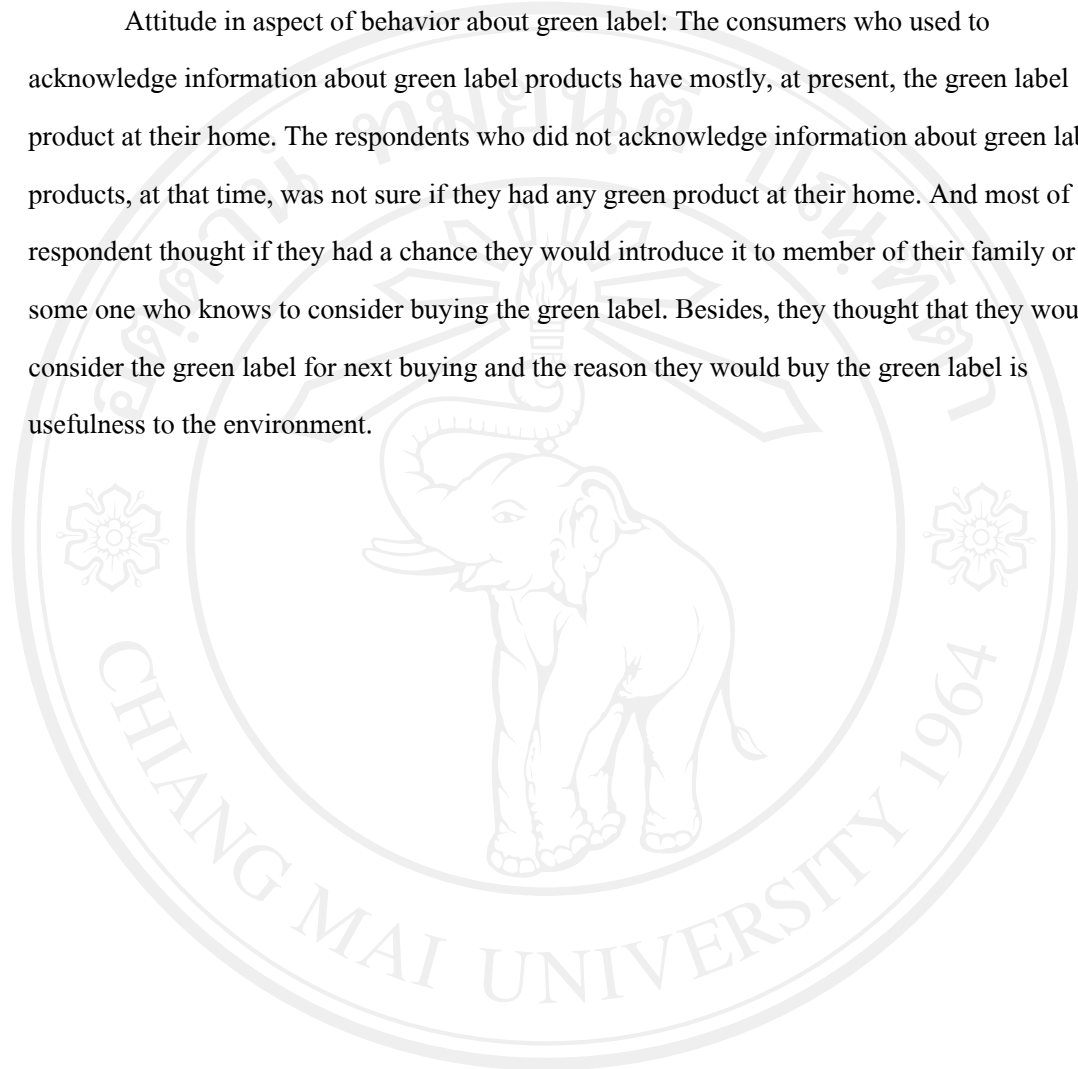 Attitude in aspect of behavior about green label: The consumers who used to
acknowledge information about green label products have mostly, at present, the green label
product at their home. The respondents who did not acknowledge information about green
products, at that time, was not sure if they had any green product at their home. And most of
respondent thought if they had a chance they would introduce it to member of their family or
some one who knows to consider buying the green label. Besides, they thought that they
consider the green label for next buying and the reason they would buy the green label is
usefulness to the environment.
CHIANG MAI UNIVERSITY 1964